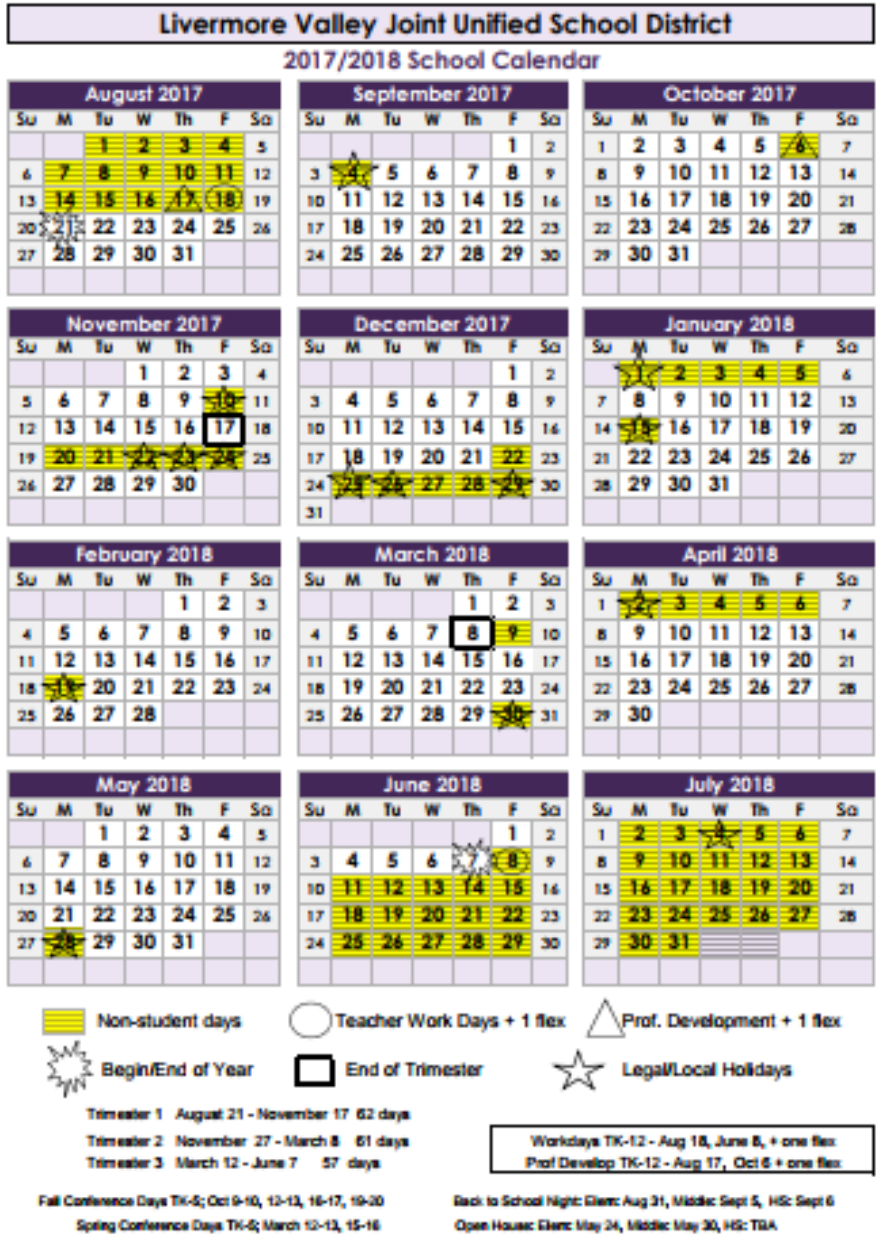 Livermore Valley Joint Unified School District
2017/2018 School Calendar
August 2017
Su M Tu W Th F Sa
1 2 3 4 5
6 7 8 9 10 11 12
13 14 15 16 17 18 19
20 21 22 23 24 25 26
27 28 29 30 31
September 2017
Su M Tu W Th F Sa
1 2
3 4 5 6 7 8 9
10 11 12 13 14 15 16
17 18 19 20 21 22 23
24 25 26 27 28 29 30
October 2017
Su M Tu W Th F Sa
1 2 3 4 5 6 7
8 9 10 11 12 13 14
15 16 17 18 19 20 21
22 23 24 25 26 27 28
29 30 31
November 2017
Su M Tu W Th F Sa
1 2 3 4
5 6 7 8 9 10 11
12 13 14 15 16 17 18
19 20 21 22 23 24 25
26 27 28 29 30
December 2017
Su M Tu W Th F Sa
1 2
3 4 5 6 7 8 9
10 11 12 13 14 15 16
17 18 19 20 21 22 23
24 25 26 27 28 29 30
31
January 2018
Su M Tu W Th F Sa
1 2 3 4 5 6
7 8 9 10 11 12 13
14 15 16 17 18 19 20
21 22 23 24 25 26 27
28 29 30 31
February 2018
Su M Tu W Th F Sa
1 2 3
4 5 6 7 8 9 10
11 12 13 14 15 16 17
18 19 20 21 22 23 24
25 26 27 28
March 2018
Su M Tu W Th F Sa
1 2 3
4 5 6 7 8 9 10
11 12 13 14 15 16 17
18 19 20 21 22 23 24
25 26 27 28 29 30 31
April 2018
Su M Tu W Th F Sa
1 2 3 4 5 6 7
8 9 10 11 12 13 14
15 16 17 18 19 20 21
22 23 24 25 26 27 28
29 30
May 2018
Su M Tu W Th F Sa
1 2 3 4 5
6 7 8 9 10 11 12
13 14 15 16 17 18 19
20 21 22 23 24 25 26
27 28 29 30 31
June 2018
Su M Tu W Th F Sa
1 2
3 4 5 6 7 8 9
10 11 12 13 14 15 16
17 18 19 20 21 22 23
24 25 26 27 28 29 30
July 2018
Su M Tu W Th F Sa
1 2 3 4 5 6 7
8 9 10 11 12 13 14
15 16 17 18 19 20 21
22 23 24 25 26 27 28
29 30 31
Non-student days
Teacher Work Days + 1 flex
Prof. Development + 1 flex
Begin/End of Year
End of Trimester
Legal/Local Holidays
Trimester 1 August 21 - November 17 62 days
Trimester 2 November 27 - March 8 61 days
Trimester 3 March 12 - June 7 57 days
Workdays TK-12 - Aug 18, June 8, + one flex
Prof Develop TK-12 - Aug 17, Oct 6 + one flex
Fall Conference Days TK-5; Oct 9-10, 12-13, 16-17, 19-20
Spring Conference Days TK-5; March 12-13, 15-16
Back to School Night: Elem: Aug 31, Middle: Sept 5, HS: Sept 6
Open House: Elem: May 24, Middle: May 30, HS: TBA